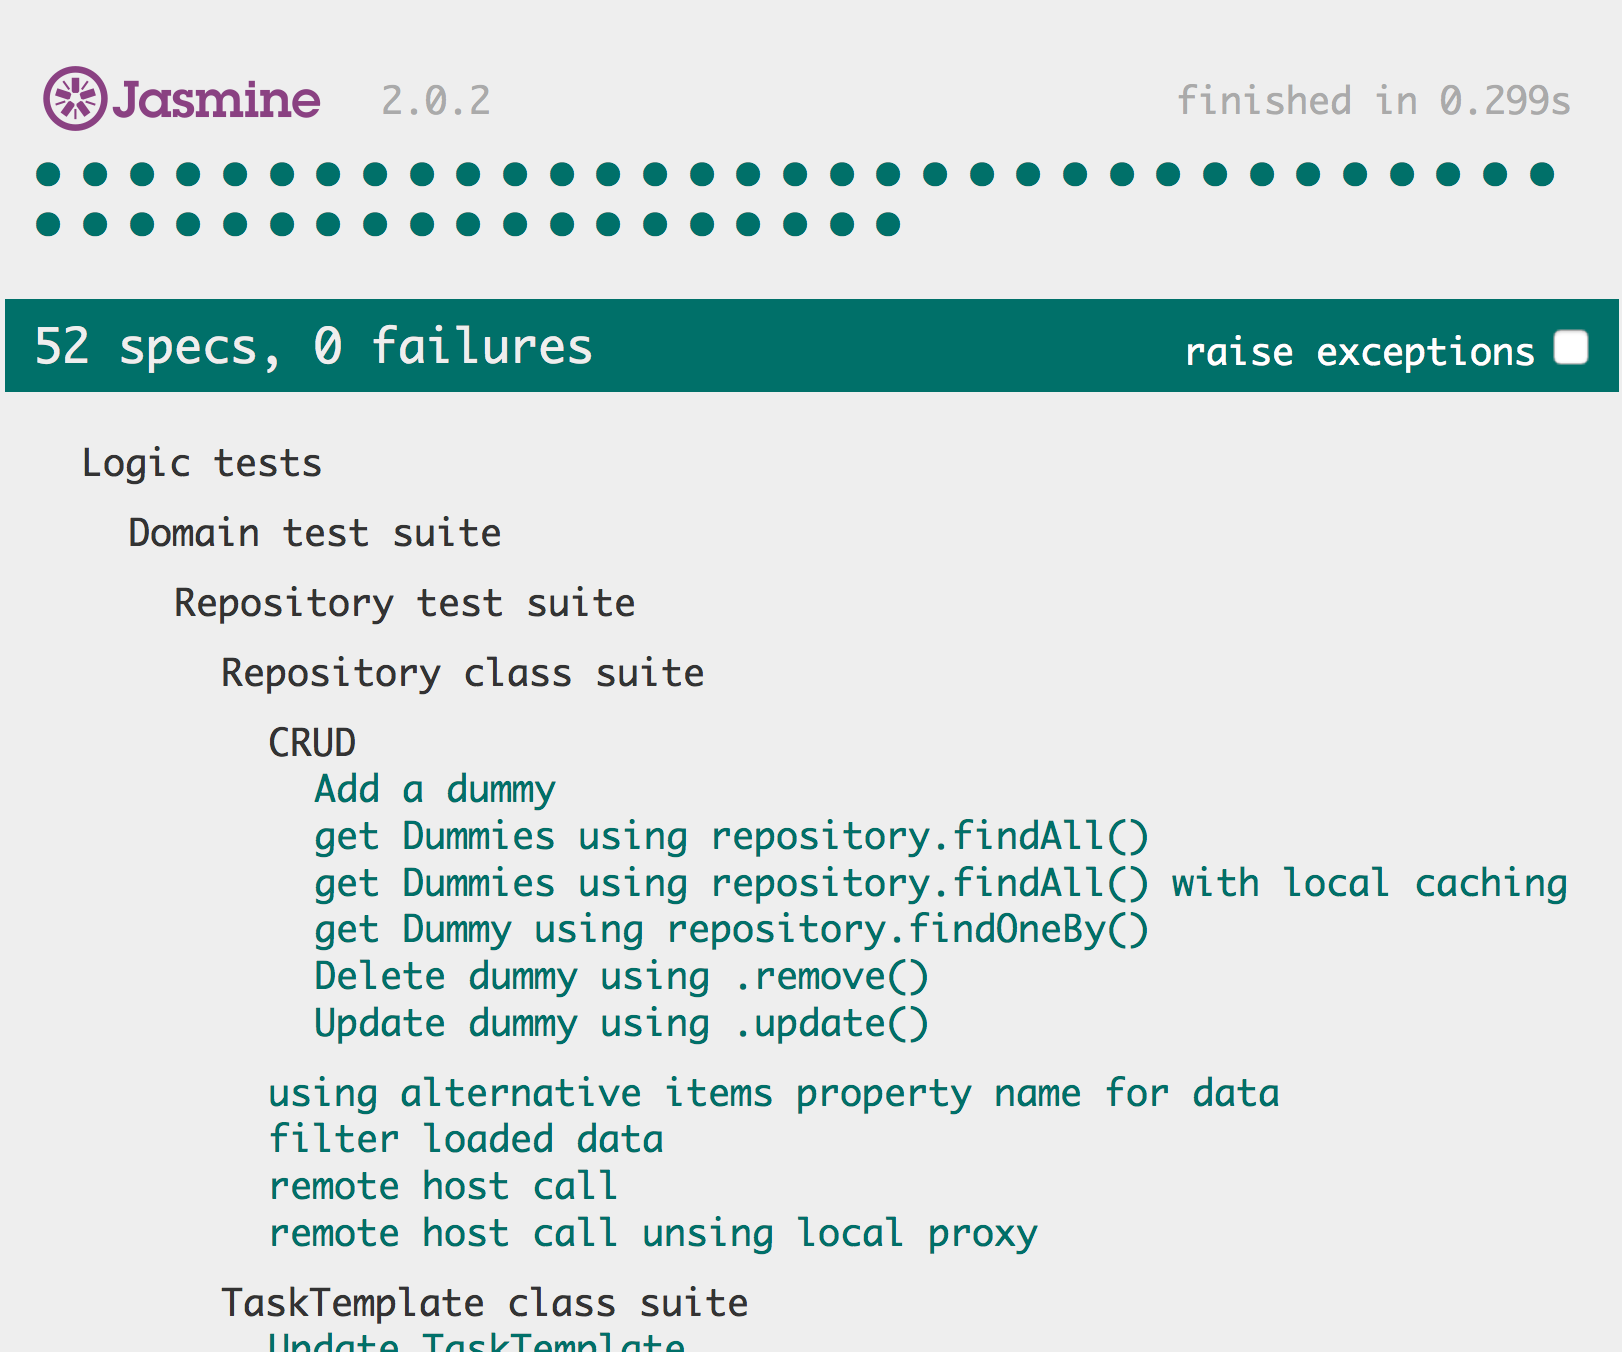 Jasmine 2.0.2 finished in 0.299s
52 specs, 0 failures raise exceptions
Logic tests
Domain test suite
Repository test suite
Repository class suite
CRUD
Add a dummy
get Dummies using repository.findAll()
get Dummies using repository.findAll() with local caching
get Dummy using repository.findOneBy()
Delete dummy using .remove()
Update dummy using .update()
using alternative items property name for data
filter loaded data
remote host call
remote host call unsing local proxy
TaskTemplate class suite
Update TaskTemplate